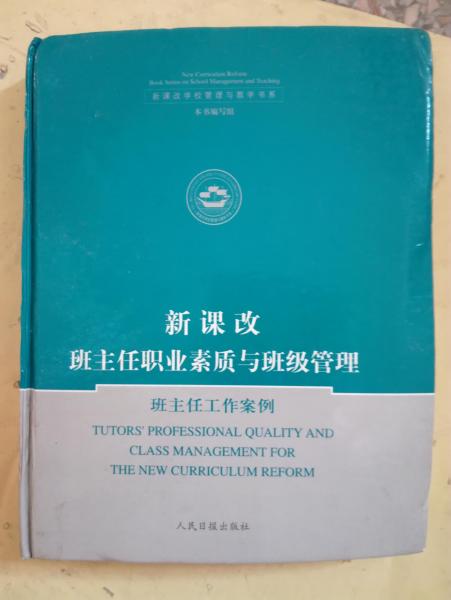 New Curriculum Reform
Book Series on School Management and Teaching
新课改学校管理与教学书系
本书编写组
新课改
班主任职业素质与班级管理
班主任工作案例
TUTORS' PROFESSIONAL QUALITY AND
CLASS MANAGEMENT FOR
THE NEW CURRICULUM REFORM
人民日报出版社